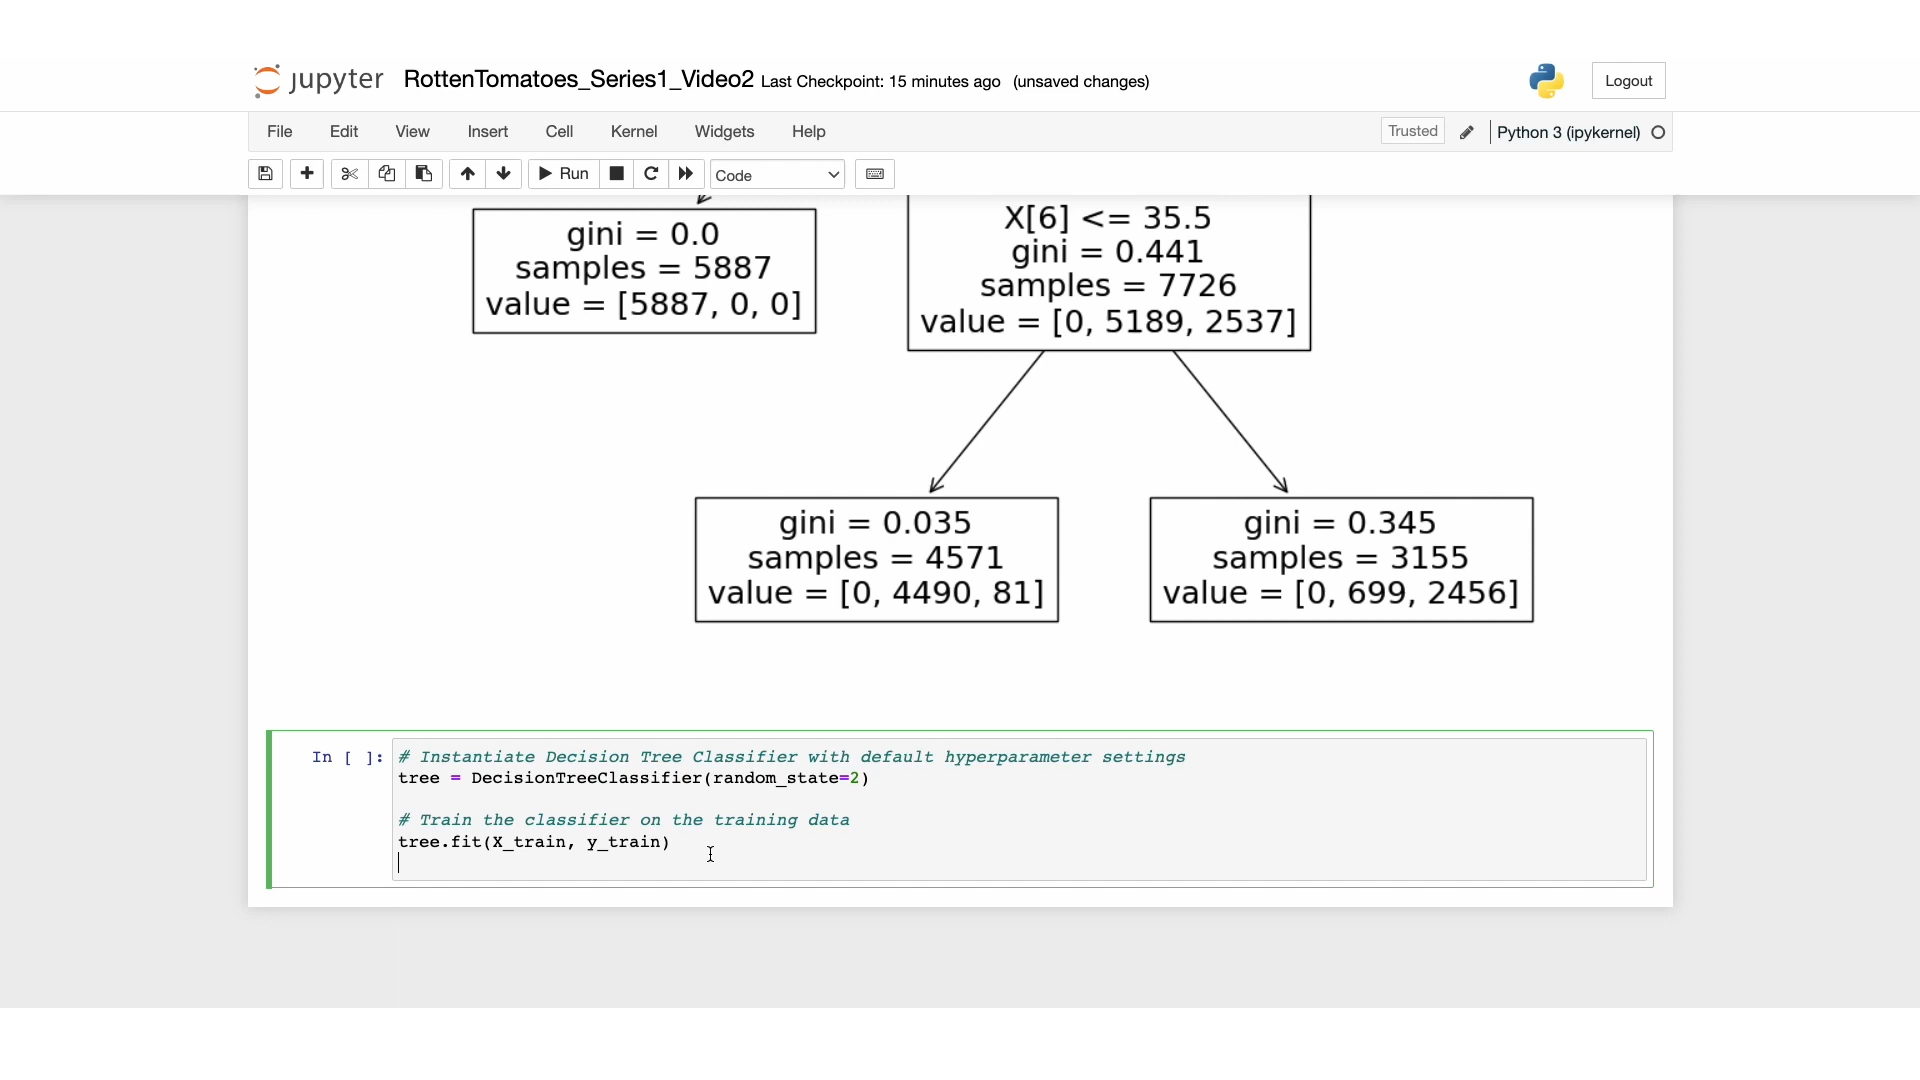 jupyter RottenTomatoes_Series1_Video2 Last Checkpoint: 15 minutes ago (unsaved changes) Logout
File Edit View Insert Cell Kernel Widgets Help Trusted Python 3 (ipykernel)
Run Code
gini = 0.0
samples = 5887
value = [5887, 0, 0]
X[6] <= 35.5
gini = 0.441
samples = 7726
value = [0, 5189, 2537]
gini = 0.035
samples = 4571
value = [0, 4490, 81]
gini = 0.345
samples = 3155
value = [0, 699, 2456]
In [ ]: # Instantiate Decision Tree Classifier with default hyperparameter settings
tree = DecisionTreeClassifier(random_state=2)
# Train the classifier on the training data
tree.fit(X_train, y_train)